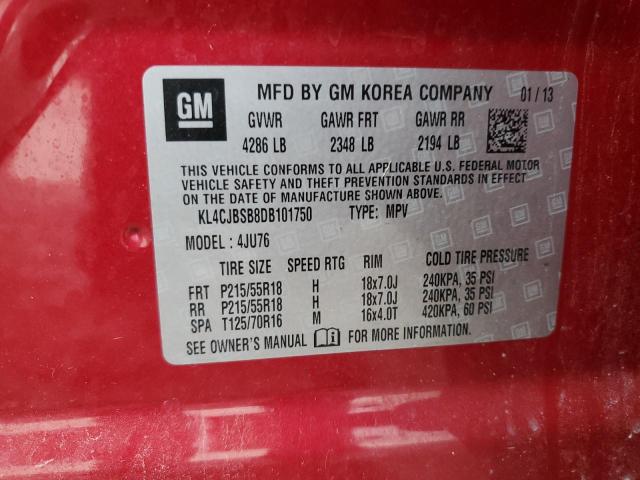 GM MFD BY GM KOREA COMPANY 01 / 13
GVWR GAWR FRT GAWR RR
4286 LB 2348 LB 2194 LB
THIS VEHICLE CONFORMS TO ALL APPLICABLE U.S. FEDERAL MOTOR
VEHICLE SAFETY AND THEFT PREVENTION STANDARDS IN EFFECT
ON THE DATE OF MANUFACTURE SHOWN ABOVE.
KL4CJBSB8DB101750 TYPE: MPV
MODEL : 4JU76
TIRE SIZE SPEED RTG RIM COLD TIRE PRESSURE
FRT P215/55R18 H 18x7.0J 240KPA, 35 PSI
RR P215/55R18 H 18x7.0J 240KPA, 35 PSI
SPA T125/70R16 M 16x4.0T 420KPA, 60 PSI
SEE OWNER'S MANUAL FOR MORE INFORMATION.